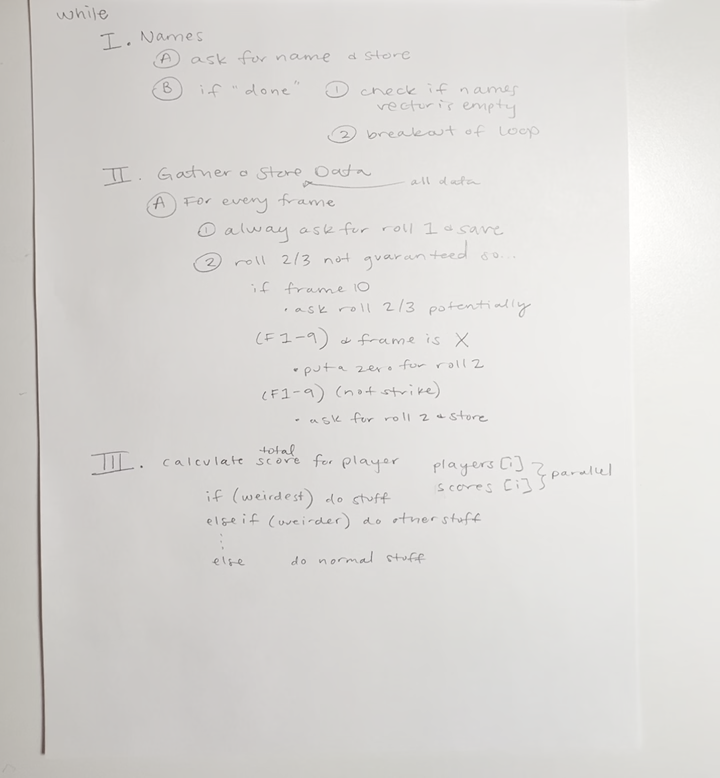 while
I. Names
(A) ask for name & store
(B) if "done" (1) check if names
vector is empty
(2) breakout of loop
II. Gather & Store Data
all data
(A) For every frame
(1) alway ask for roll 1 & save
(2) roll 2/3 not guaranteed so...
if frame 10
• ask roll 2/3 potentially
(F1-9) & frame is X
• put a zero for roll 2
(F1-9) (not strike)
• ask for roll 2 & store
III. calculate total score for player players [i] } parallel
scores [i]
if (weirdest) do stuff
else if (weirder) do other stuff
⋮
else do normal stuff